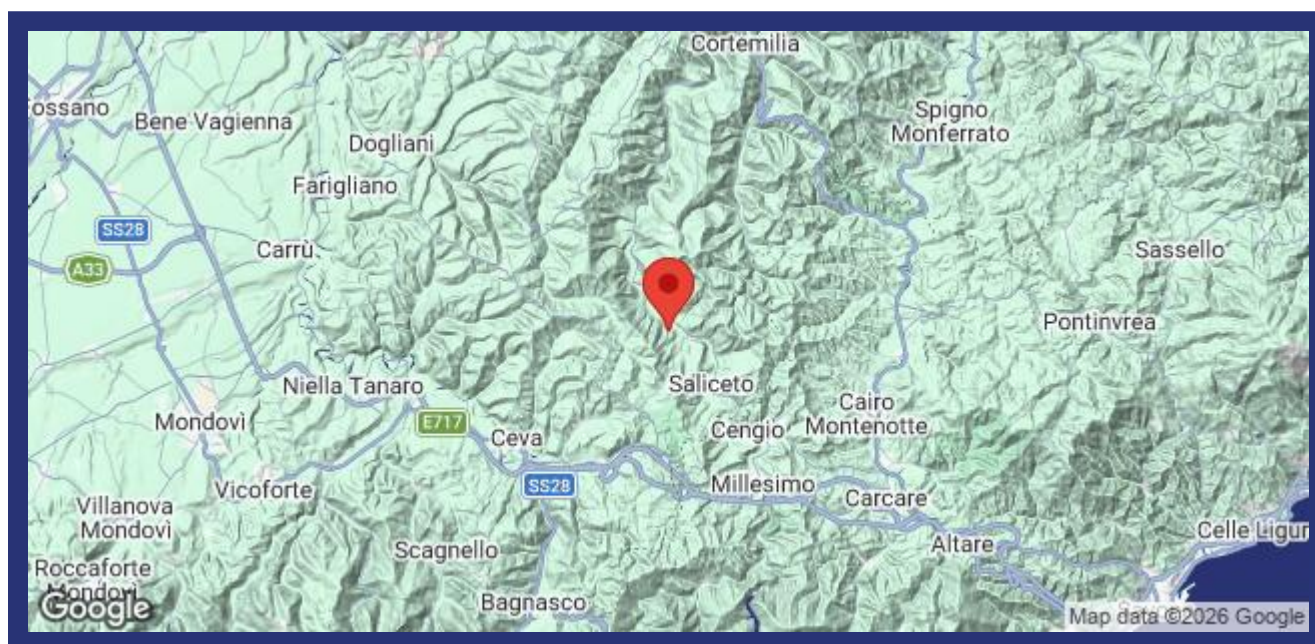 Cortemilia
Fossano
Bene Vagienna
Spigno
Monferrato
Dogliani
Farigliano
SS28
Carrù
Sassello
A33
Pontinvrea
Niella Tanaro
Saliceto
Mondovì
E717
Cairo
Montenotte
Ceva
Cengio
Vicoforte
SS28
Millesimo
Carcare
Villanova
Mondovì
Celle Ligur
Scagnello
Altare
Roccaforte
Mondovì
Google
Bagnasco
Map data ©2026 Google